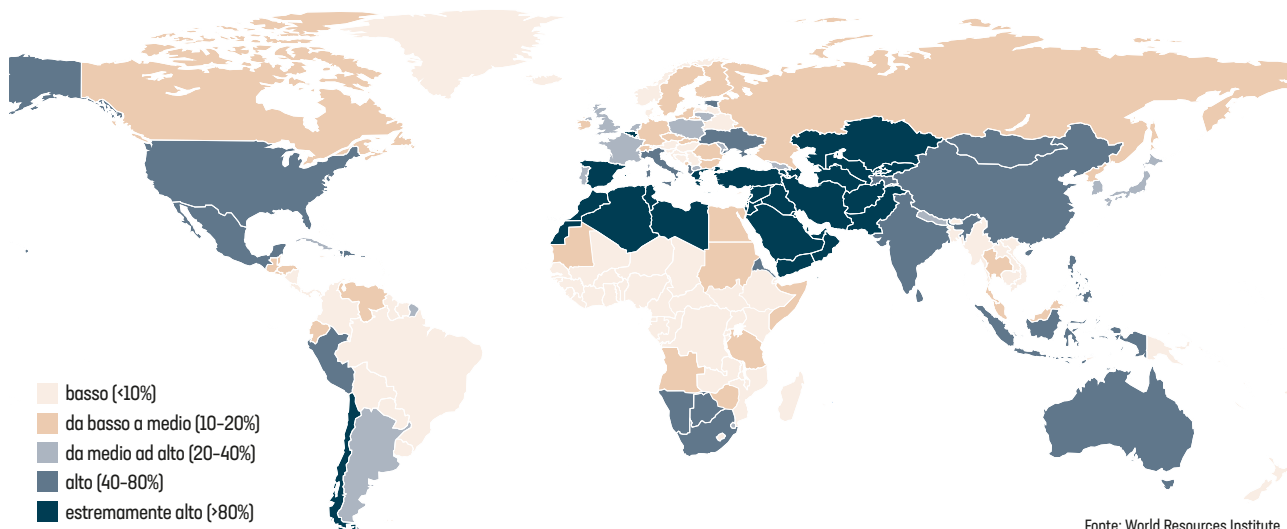 basso (<10%)
da basso a medio (10-20%)
da medio ad alto (20-40%)
alto (40-80%)
estremamente alto (>80%)
Fonte: World Resources Institute